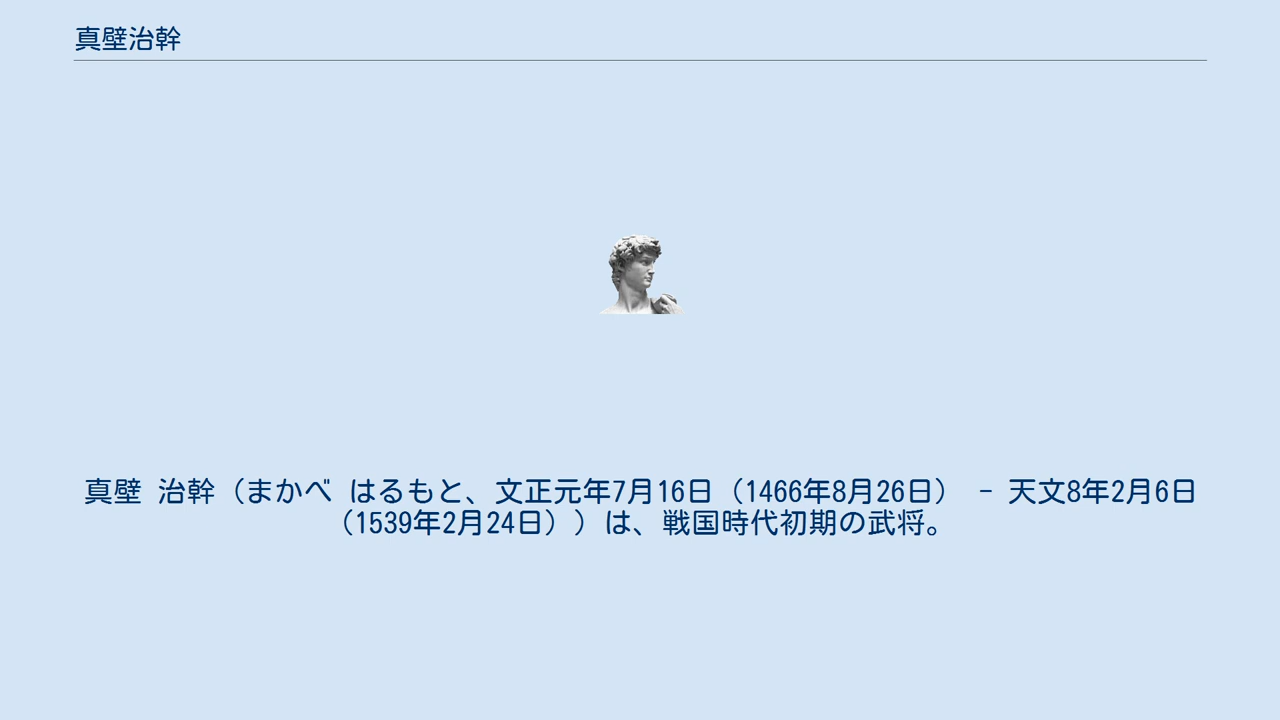 真壁治幹
真壁 治幹（まかべ はるもと、文正元年7月16日（1466年8月26日） - 天文8年2月6日
（1539年2月24日））は、戦国時代初期の武将。